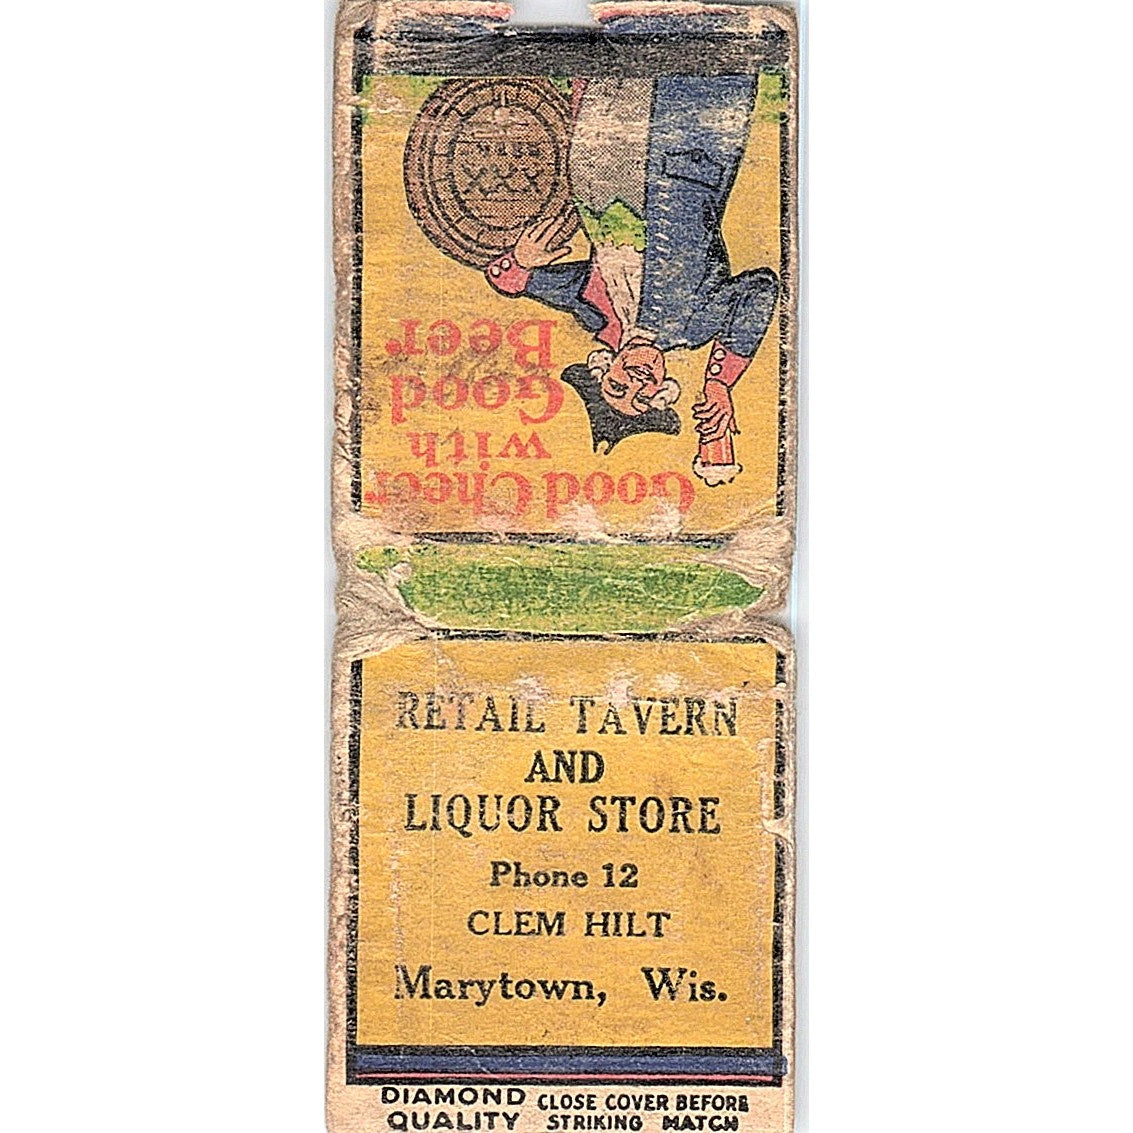 Good Cheer
with
Good
Beer
BEER
XXX
RETAIL TAVERN
AND
LIQUOR STORE
Phone 12
CLEM HILT
Marytown, Wis.
DIAMOND QUALITY
CLOSE COVER BEFORE
STRIKING MATCH